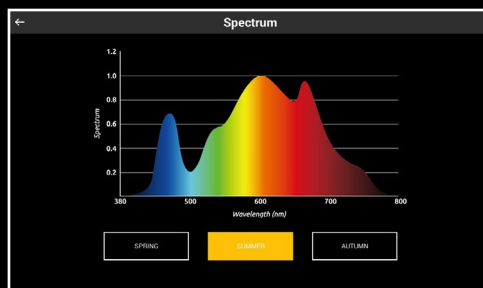 ← Spectrum
1.2
1.0
0.8
0.6
0.4
0.2
Spectrum
380 500 600 700 800
Wavelength (nm)
SPRING SUMMER AUTUMN